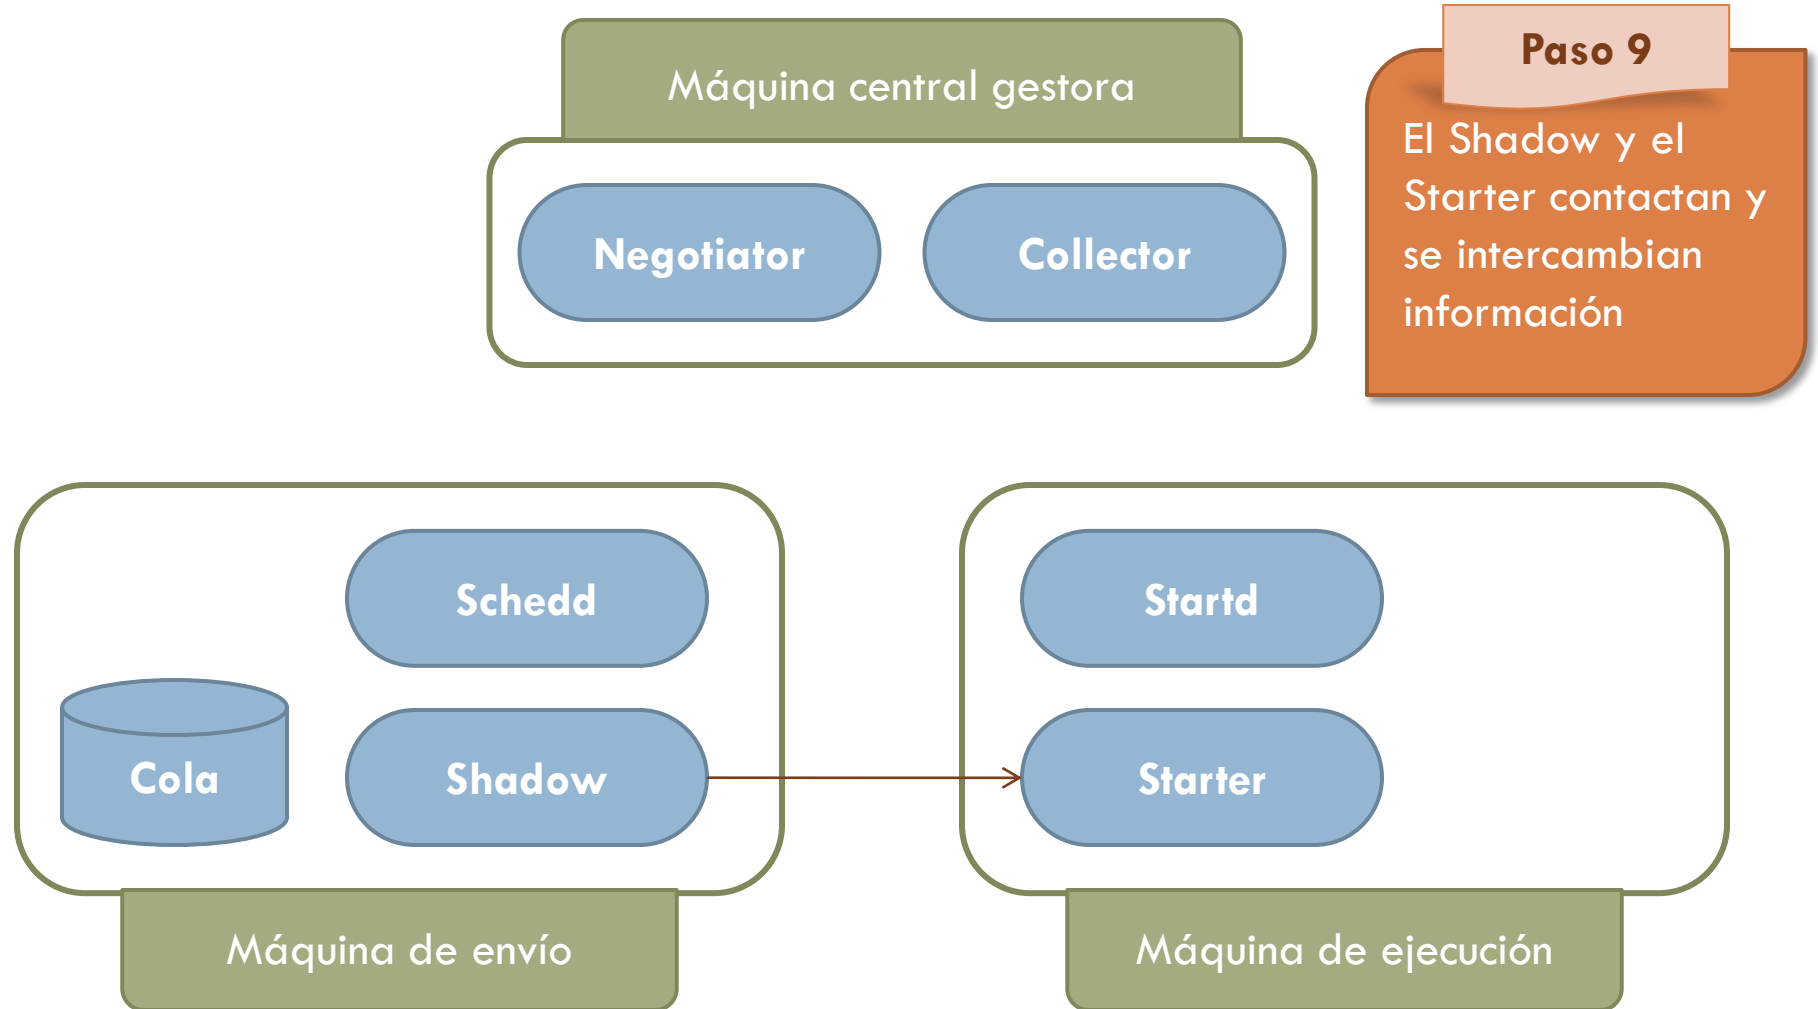 Máquina central gestora
Negotiator
Collector
Paso 9
El Shadow y el
Starter contactan y
se intercambian
información
Schedd
Cola
Shadow
Máquina de envío
Startd
Starter
Máquina de ejecución